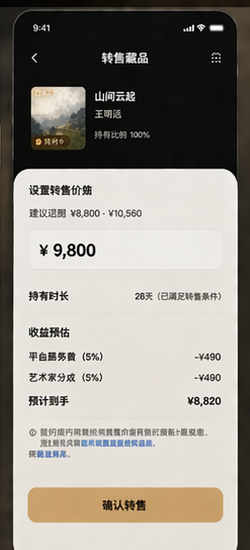 9:41
转售藏品
山间云起
王明远
持有比例 100%
设置转售价
建议 ¥8,800 - ¥10,560
¥ 9,800
持有时长
28天（已满足转售条件）
收益预估
平台服务费（5%）
-¥490
艺术家分成（5%）
-¥490
预计到手
¥8,820
确认转售